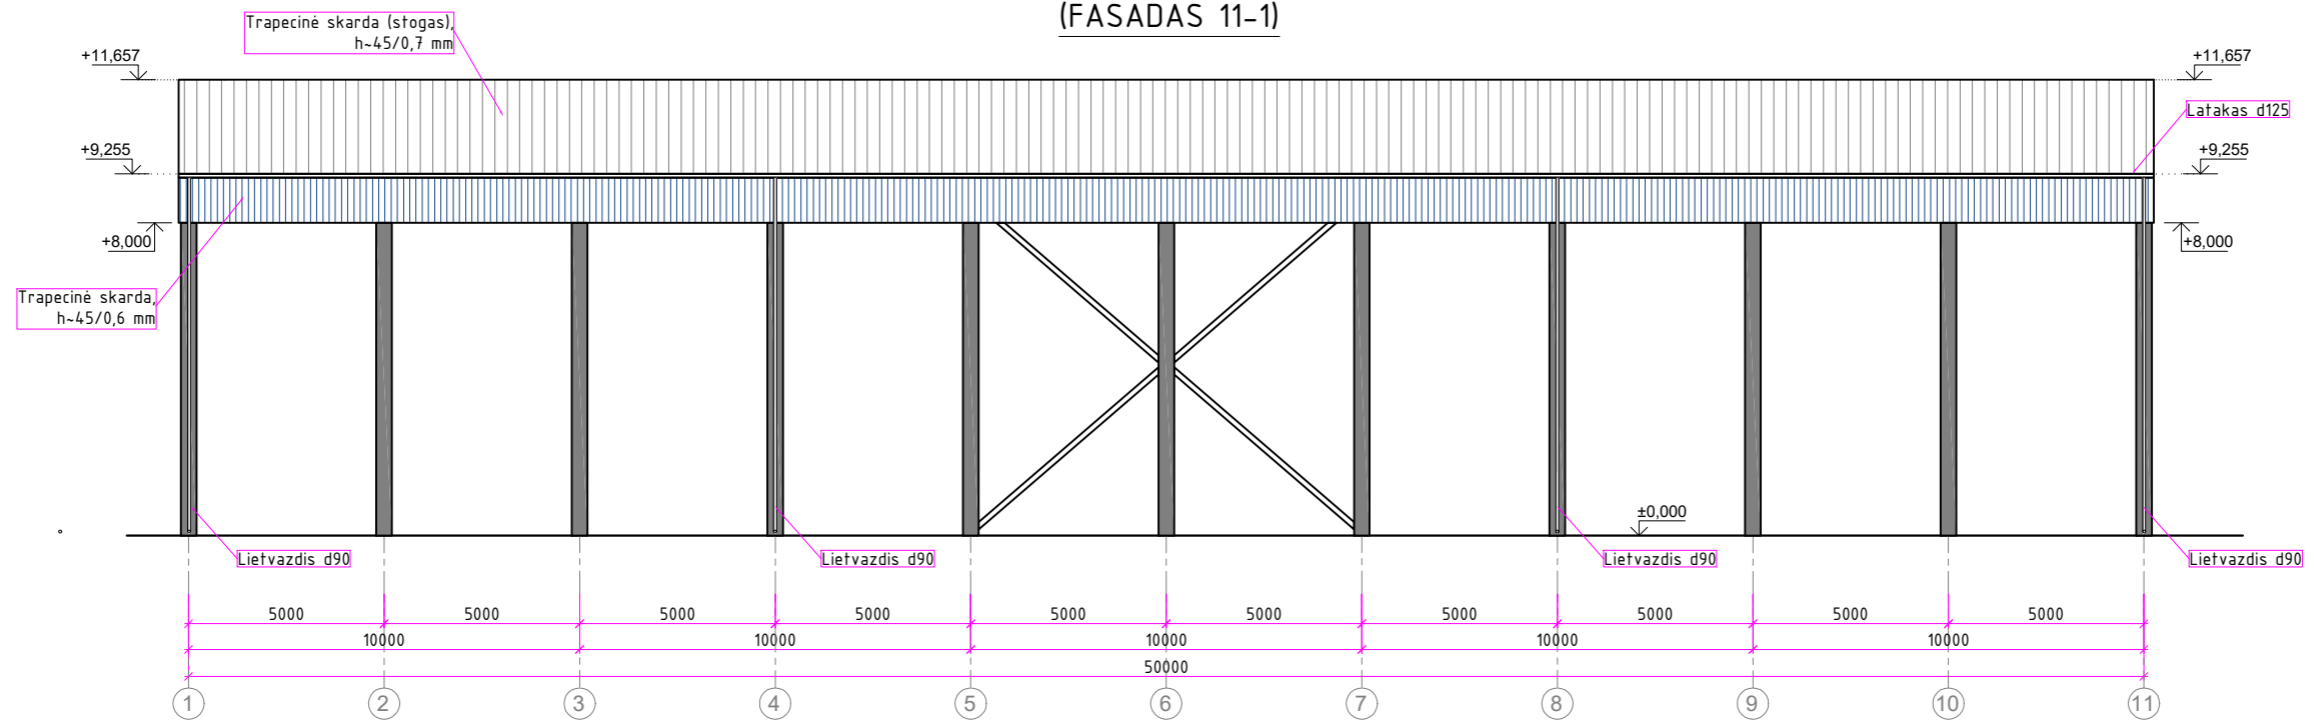 (FASADAS 11-1)
Trapecinė skarda (stogas),
h~45/0,7 mm
+11,657
+11,657
Latakas d125
+9,255
+9,255
+8,000
+8,000
Trapecinė skarda,
h~45/0,6 mm
±0,000
Lietvazdis d90
Lietvazdis d90
Lietvazdis d90
Lietvazdis d90
5000 5000 5000 5000 5000 5000 5000 5000 5000 5000
10000 10000 10000 10000 10000
50000
1 2 3 4 5 6 7 8 9 10 11